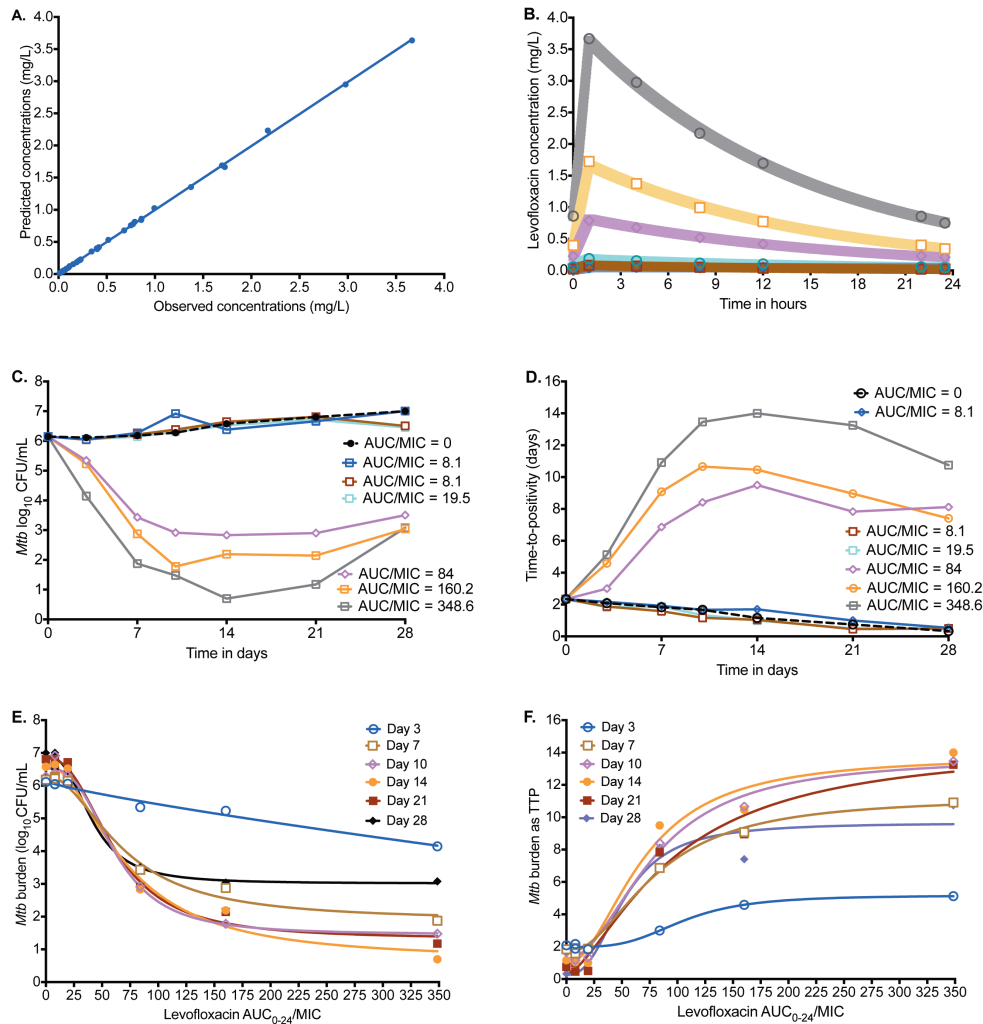 A.
4.0
3.5
3.0
2.5
2.0
1.5
1.0
0.5
0.0
Predicted concentrations (mg/L)
0.0 0.5 1.0 1.5 2.0 2.5 3.0 3.5 4.0
Observed concentrations (mg/L)
B.
4.0
3.5
3.0
2.5
2.0
1.5
1.0
0.5
0.0
Levofloxacin concentration (mg/L)
0 3 6 9 12 15 18 21 24
Time in hours
C.
8
7
6
5
4
3
2
1
0
Mtb log10 CFU/mL
AUC/MIC = 0
AUC/MIC = 8.1
AUC/MIC = 8.1
AUC/MIC = 19.5
AUC/MIC = 84
AUC/MIC = 160.2
AUC/MIC = 348.6
0 7 14 21 28
Time in days
D.
16
14
12
10
8
6
4
2
0
Time-to-positivity (days)
AUC/MIC = 0
AUC/MIC = 8.1
AUC/MIC = 8.1
AUC/MIC = 19.5
AUC/MIC = 84
AUC/MIC = 160.2
AUC/MIC = 348.6
0 7 14 21 28
Time in days
E.
8
7
6
5
4
3
2
1
0
Mtb burden (log10CFU/mL
Day 3
Day 7
Day 10
Day 14
Day 21
Day 28
0 25 50 75 100 125 150 175 200 225 250 275 300 325 350
Levofloxacin AUC0-24/MIC
F.
16
14
12
10
8
6
4
2
0
Mtb burden as TTP
Day 3
Day 7
Day 10
Day 14
Day 21
Day 28
0 25 50 75 100 125 150 175 200 225 250 275 300 325 350
Levofloxacin AUC0-24/MIC